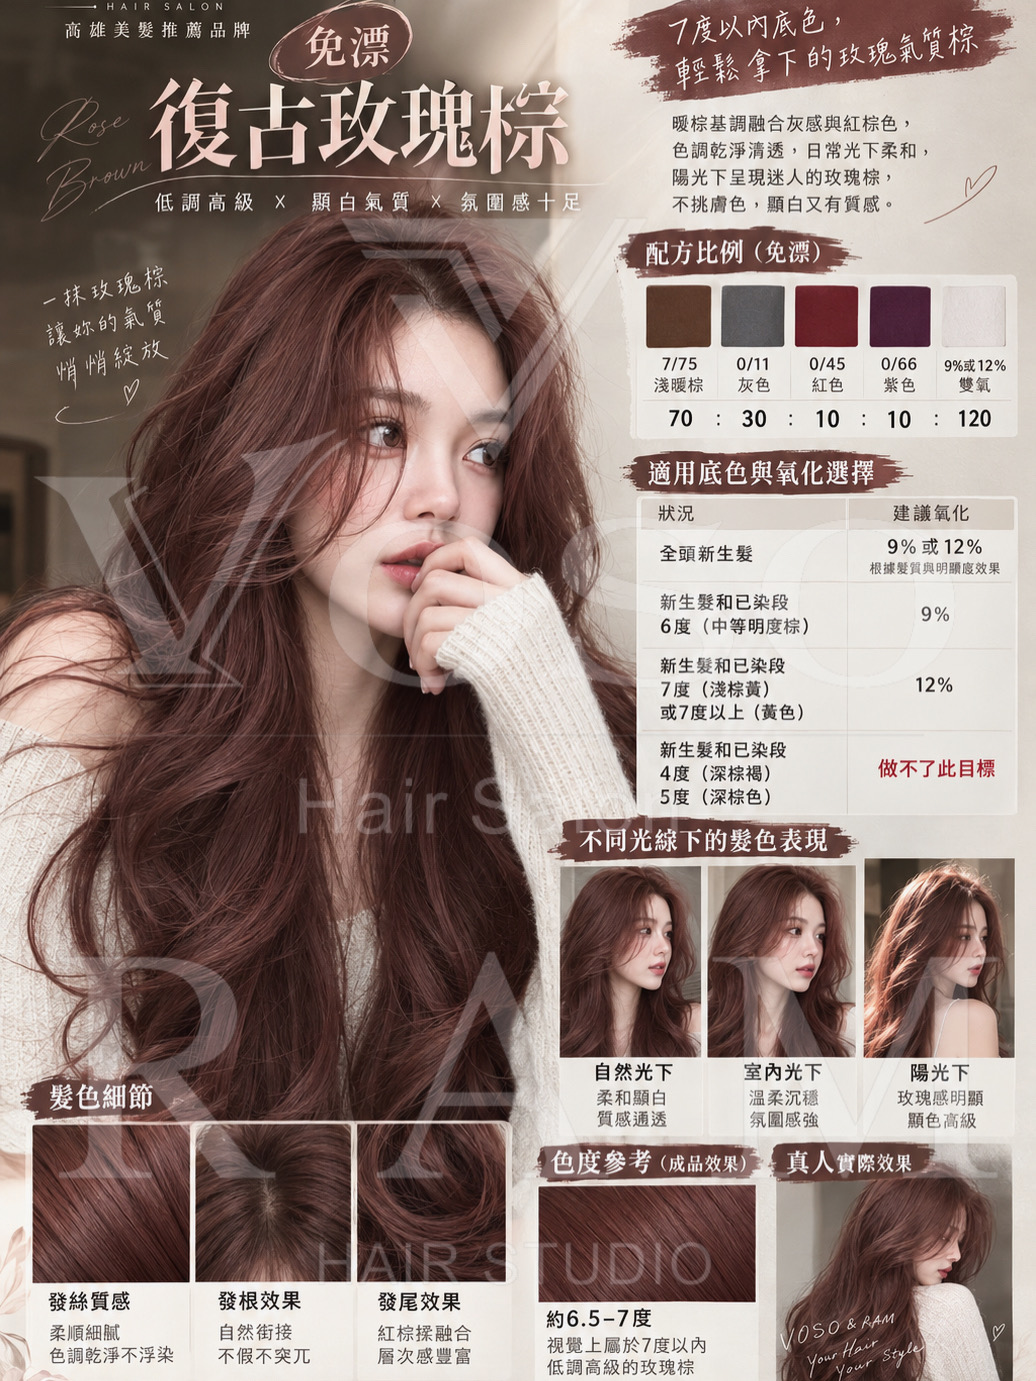 HAIR SALON
高雄美髮推薦品牌
免漂
復古玫瑰棕
Rose
Brown
低調高級 X 顯白氣質 X 氛圍感十足
一抹玫瑰棕
讓妳的氣質
悄悄綻放
7度以內底色，
輕鬆拿下的玫瑰氣質棕
暖棕基調融合灰感與紅棕色，
色調乾淨清透，日常光下柔和，
陽光下呈現迷人的玫瑰棕，
不挑膚色，顯白又有質感。
配方比例（免漂）
7/75 0/11 0/45 0/66 9%或12%
淺暖棕 灰色 紅色 紫色 雙氧
70 : 30 : 10 : 10 : 120
適用底色與氧化選擇
狀況 建議氧化
全頭新生髮 9% 或 12%
根據髮質與明顯度效果
新生髮和已染段
6度（中等明度棕） 9%
新生髮和已染段
7度（淺棕黃）
或7度以上（黃色） 12%
新生髮和已染段
4度（深棕褐）
5度（深棕色） 做不了此目標
不同光線下的髮色表現
自然光下 室內光下 陽光下
柔和顯白 溫柔沉穩 玫瑰感明顯
質感通透 氛圍感強 顯色高級
髮色細節
發絲質感 發根效果 發尾效果
柔順細膩 自然銜接 紅棕揉融合
色調乾淨不浮染 不假不突兀 層次感豐富
色度參考（成品效果）
約6.5–7度
視覺上屬於7度以內
低調高級的玫瑰棕
真人實際效果
VOSO & RAM
Your Hair
Your Style
V
Voso
Hair Salon
RAM
HAIR STUDIO